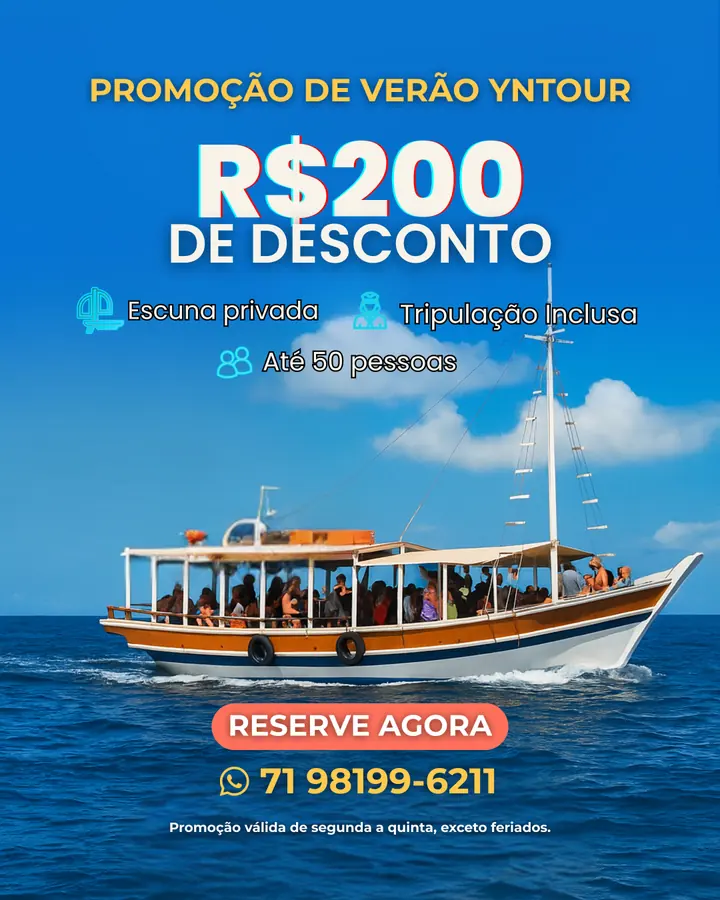 PROMOÇÃO DE VERÃO YNTOUR
R$200
DE DESCONTO
Escuna privada
Tripulação Inclusa
Até 50 pessoas
RESERVE AGORA
71 98199-6211
Promoção válida de segunda a quinta, exceto feriados.